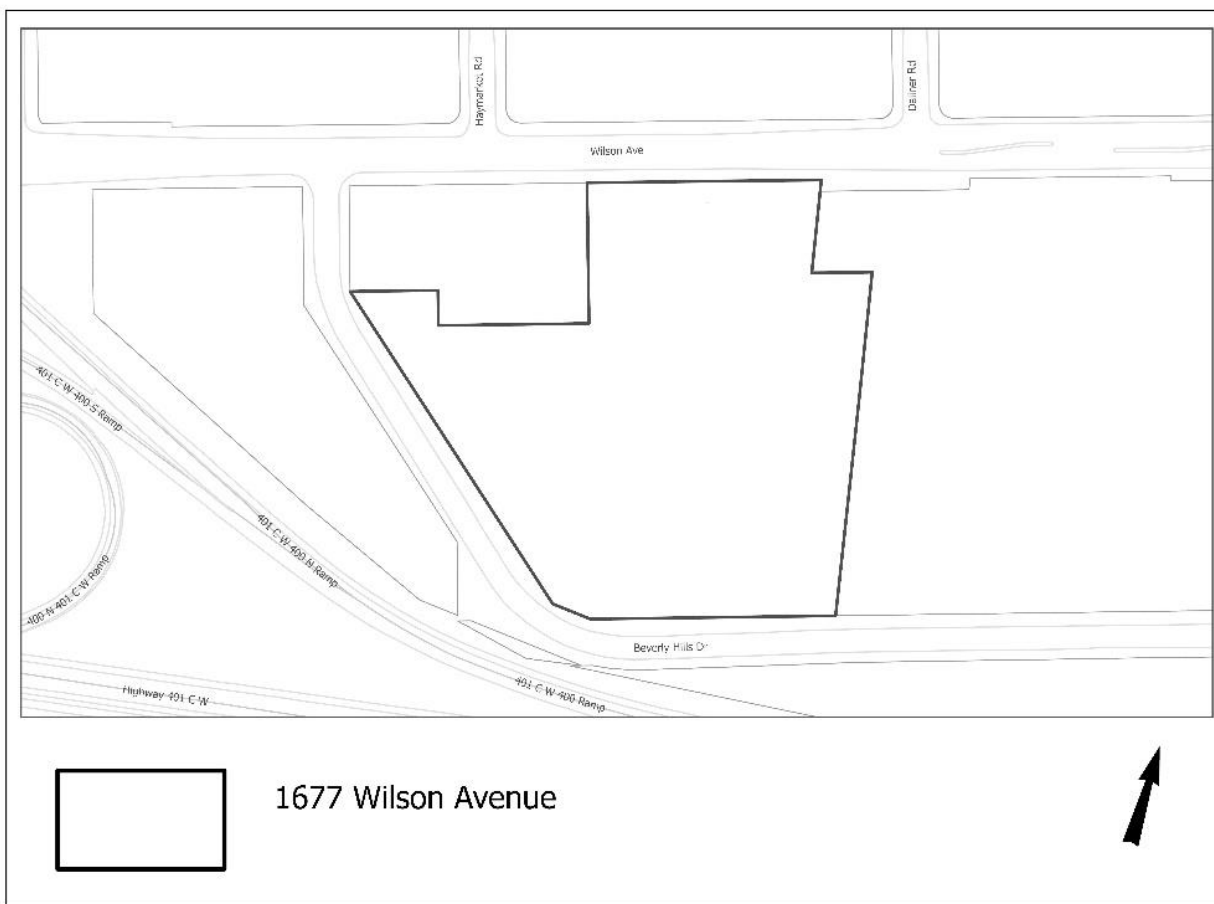 Haymarket Rd
Dallner Rd
Wilson Ave
401 C W 400 S Ramp
401 C W 400 N Ramp
400 N 401 C W Ramp
Beverly Hills Dr
401 C W 400 Ramp
Highway 401 C W
1677 Wilson Avenue